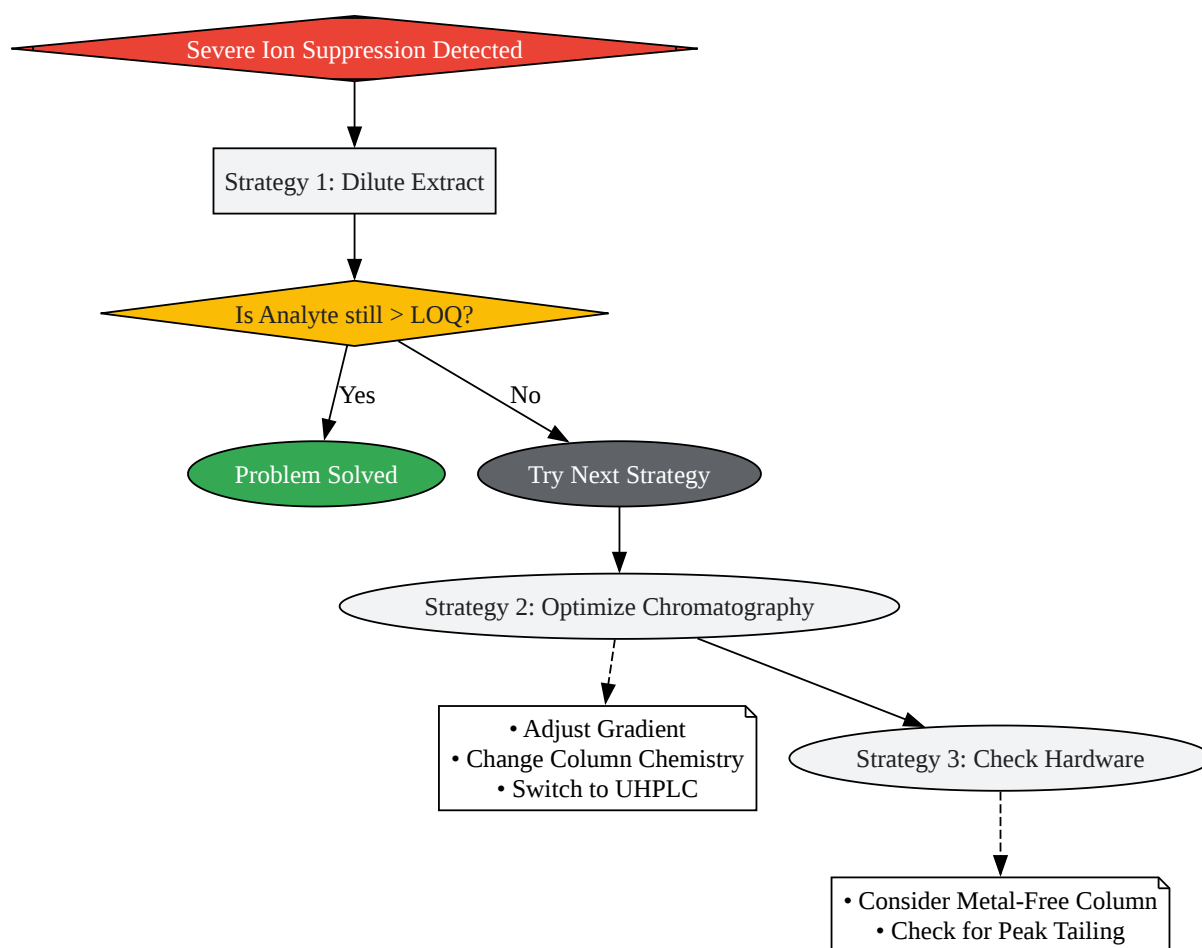 Severe Ion Suppression Detected
Strategy 1: Dilute Extract
Is Analyte still > LOQ?
Yes
No
Problem Solved
Try Next Strategy
Strategy 2: Optimize Chromatography
• Adjust Gradient
• Change Column Chemistry
• Switch to UHPLC
Strategy 3: Check Hardware
• Consider Metal-Free Column
• Check for Peak Tailing